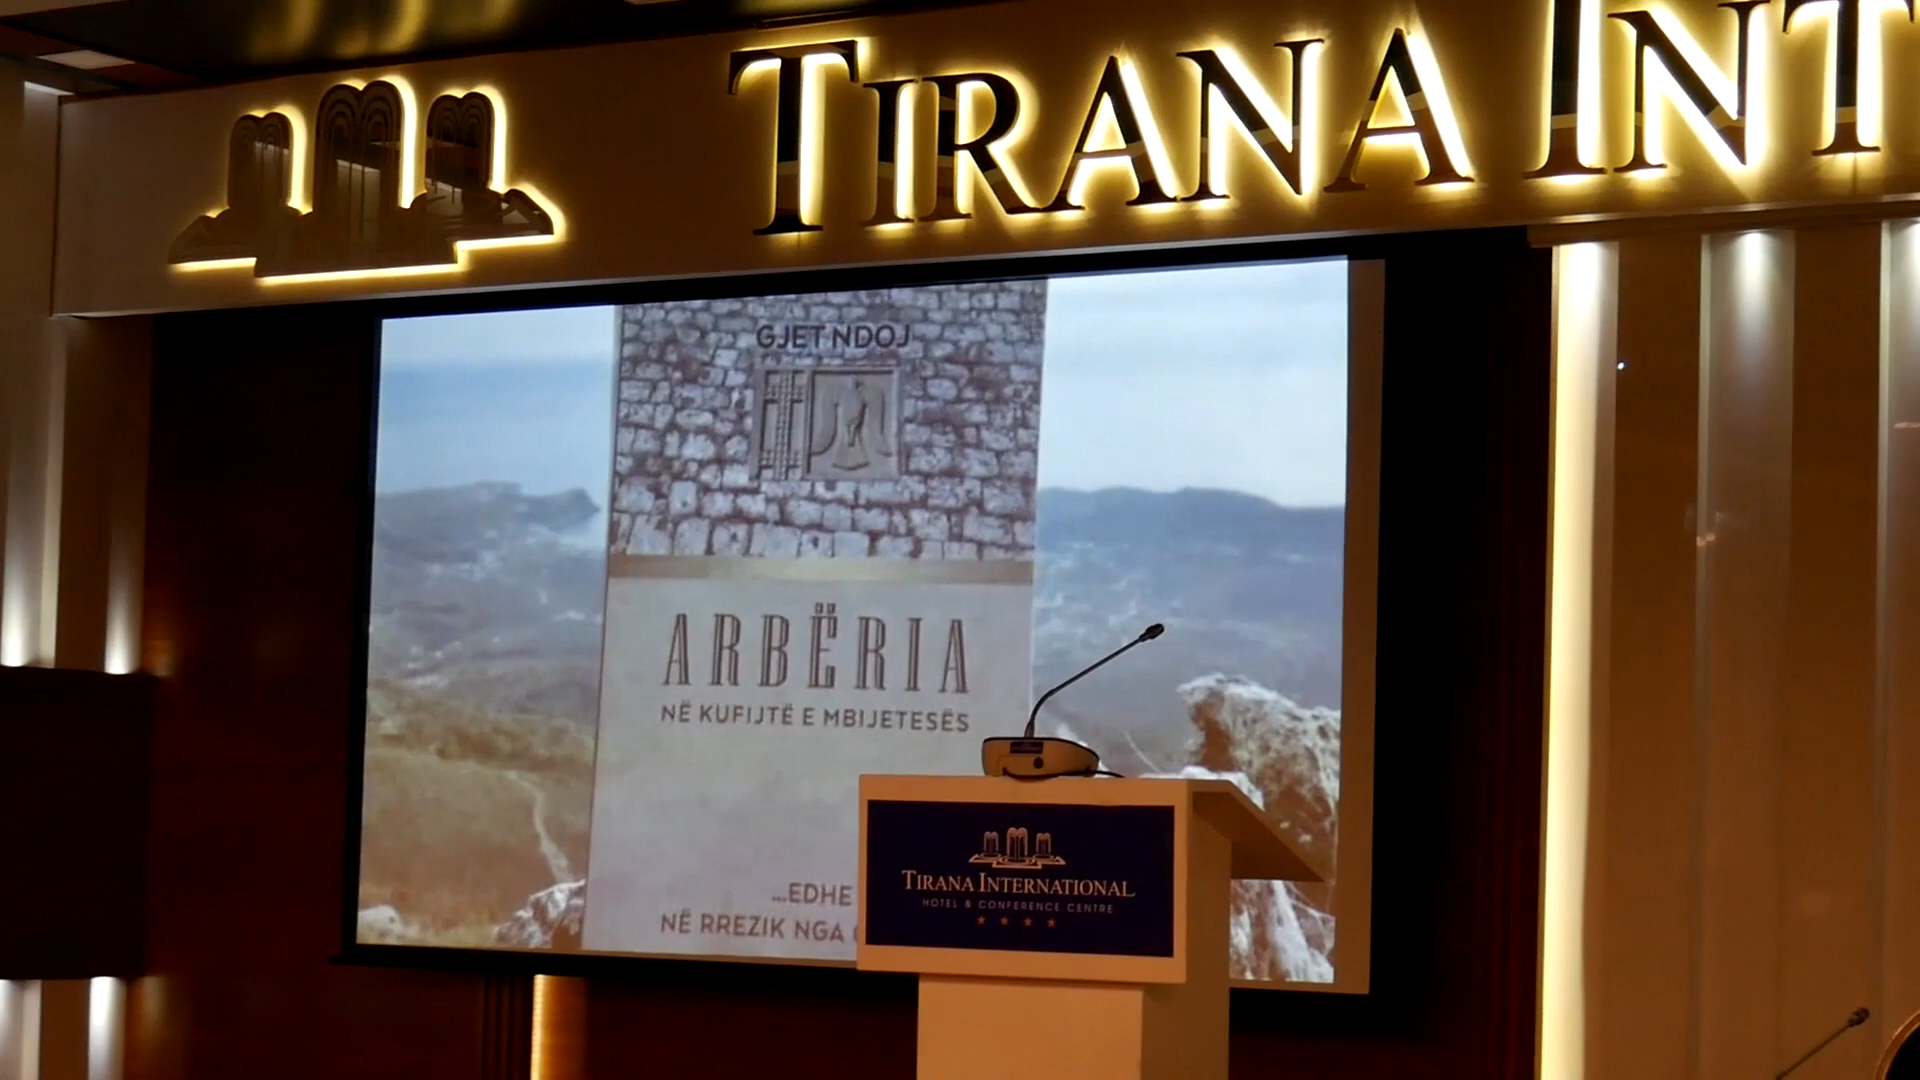 TIRANA INT
GJET NDOJ
ARBËRIA
NË KUFIJTË E MBIJETESËS
...EDHE
NË RREZIK NGA
TIRANA INTERNATIONAL
HOTEL & CONFERENCE CENTRE